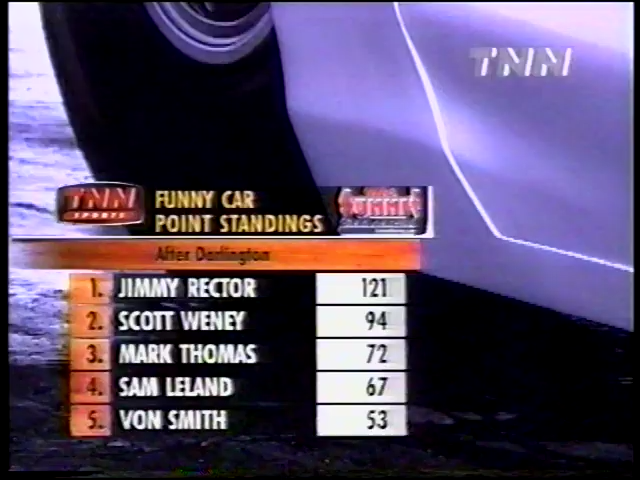 TNN
TNN
SPORTS
FUNNY CAR
POINT STANDINGS
After Darlington
1. JIMMY RECTOR 121
2. SCOTT WENEY 94
3. MARK THOMAS 72
4. SAM LELAND 67
5. VON SMITH 53